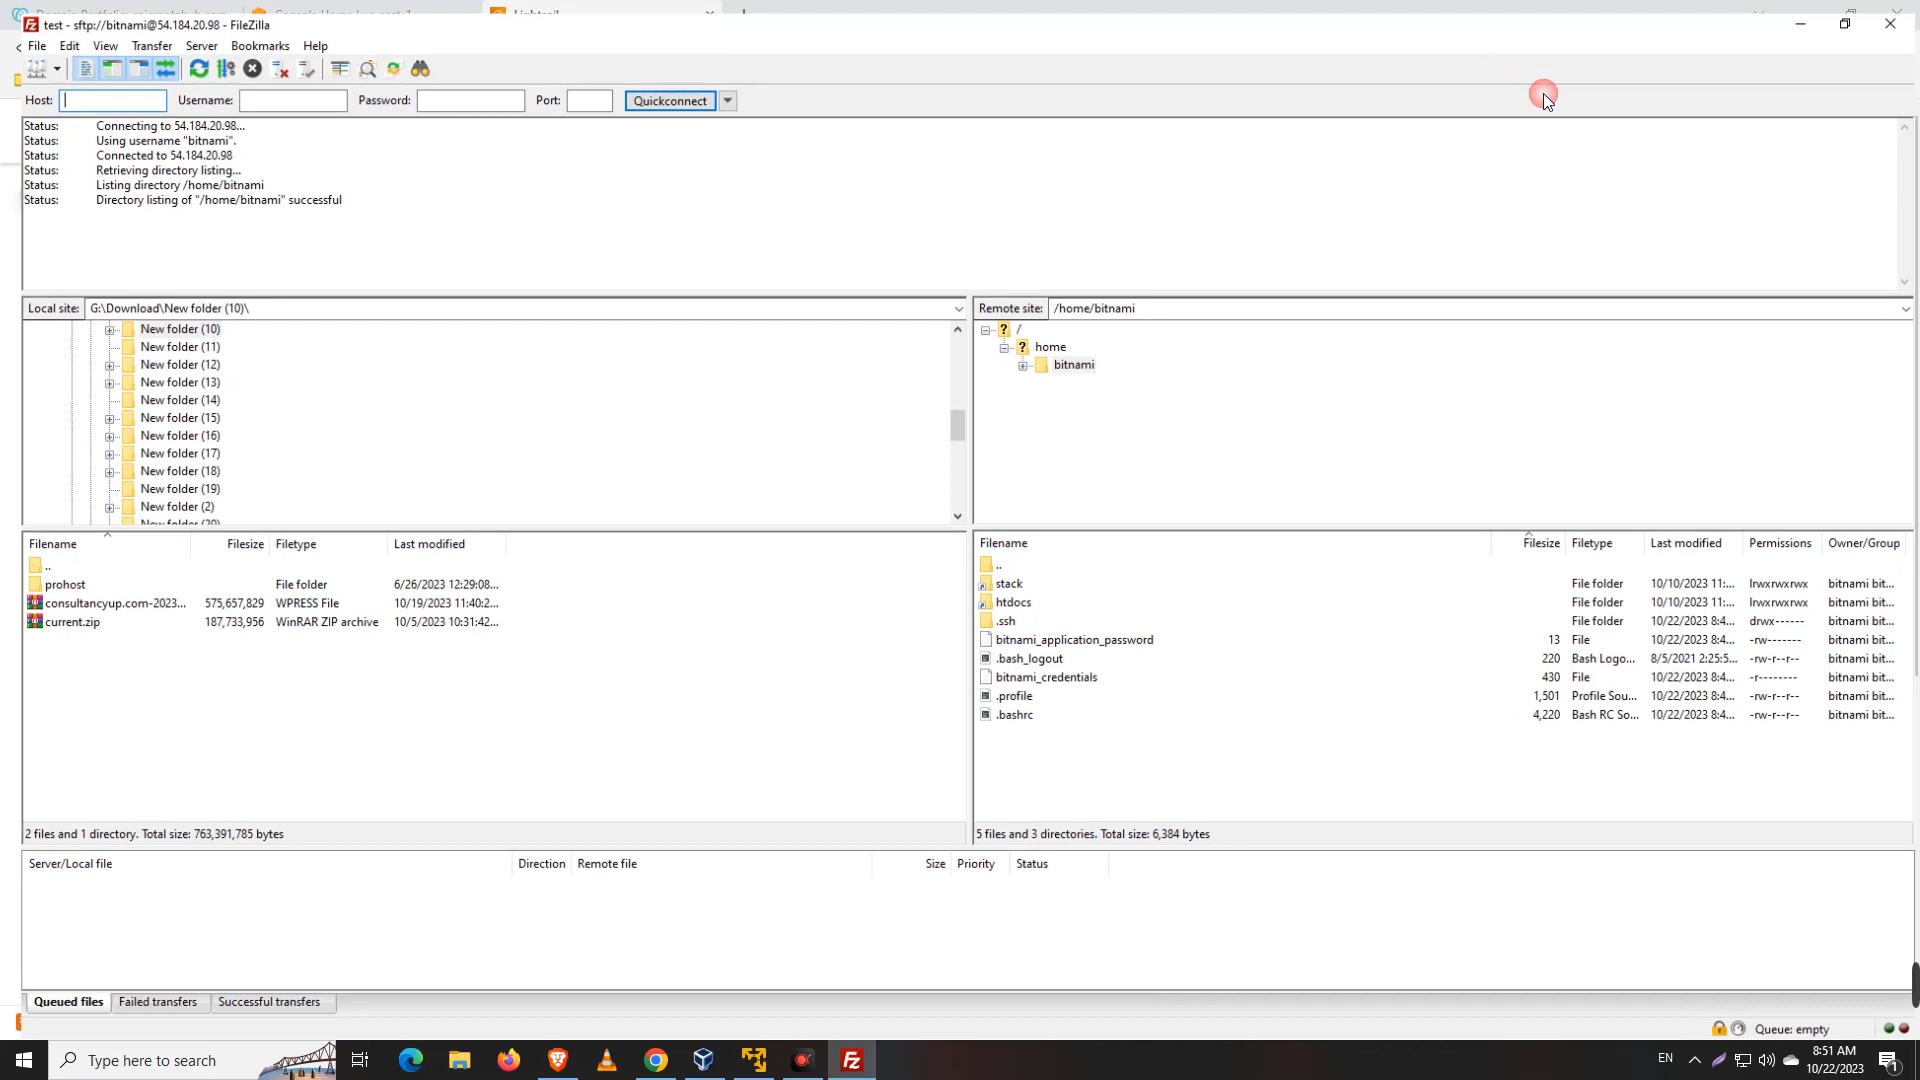 test - sftp://bitnami@54.184.20.98 - FileZilla
File Edit View Transfer Server Bookmarks Help
Host: Username: Password: Port: Quickconnect
Status: Connecting to 54.184.20.98...
Status: Using username "bitnami".
Status: Connected to 54.184.20.98
Status: Retrieving directory listing...
Status: Listing directory /home/bitnami
Status: Directory listing of "/home/bitnami" successful
Local site: G:\Download\New folder (10)\
New folder (10)
New folder (11)
New folder (12)
New folder (13)
New folder (14)
New folder (15)
New folder (16)
New folder (17)
New folder (18)
New folder (19)
New folder (2)
New folder (20)
Remote site: /home/bitnami
/
home
bitnami
Filename Filesize Filetype Last modified
..
prohost File folder 6/26/2023 12:29:08...
consultancyup.com-2023... 575,657,829 WPRESS File 10/19/2023 11:40:2...
current.zip 187,733,956 WinRAR ZIP archive 10/5/2023 10:31:42...
2 files and 1 directory. Total size: 763,391,785 bytes
Filename Filesize Filetype Last modified Permissions Owner/Group
..
stack File folder 10/10/2023 11:... lrwxrwxrwx bitnami bit...
htdocs File folder 10/10/2023 11:... lrwxrwxrwx bitnami bit...
.ssh File folder 10/22/2023 8:4... drwx------ bitnami bit...
bitnami_application_password 13 File 10/22/2023 8:4... -rw------- bitnami bit...
.bash_logout 220 Bash Logo... 8/5/2021 2:25:5... -rw-r--r-- bitnami bit...
bitnami_credentials 430 File 10/22/2023 8:4... -r-------- bitnami bit...
.profile 1,501 Profile Sou... 10/22/2023 8:4... -rw-r--r-- bitnami bit...
.bashrc 4,220 Bash RC So... 10/22/2023 8:4... -rw-r--r-- bitnami bit...
5 files and 3 directories. Total size: 6,384 bytes
Server/Local file Direction Remote file Size Priority Status
Queued files Failed transfers Successful transfers
Queue: empty
Type here to search
EN
8:51 AM
10/22/2023
1